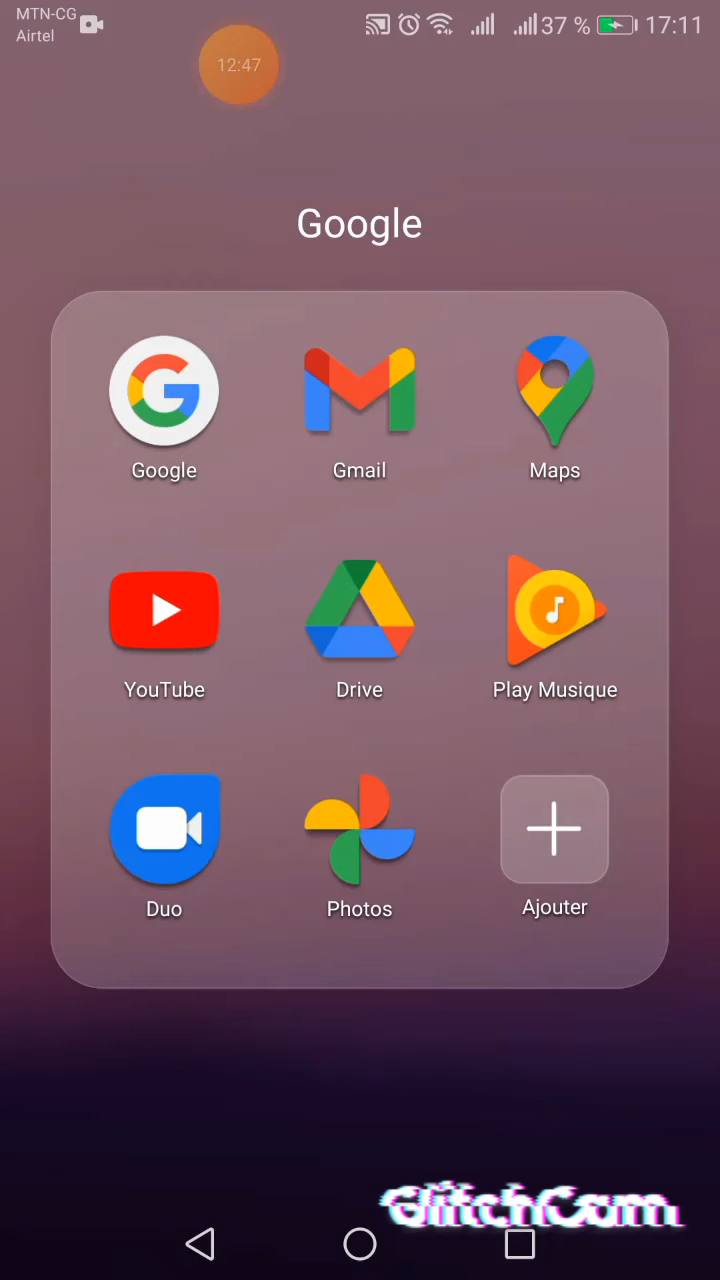 MTN-CG
Airtel
37 % 17:11
12:47
Google
Google Gmail Maps
YouTube Drive Play Musique
Duo Photos Ajouter
GlitchCam